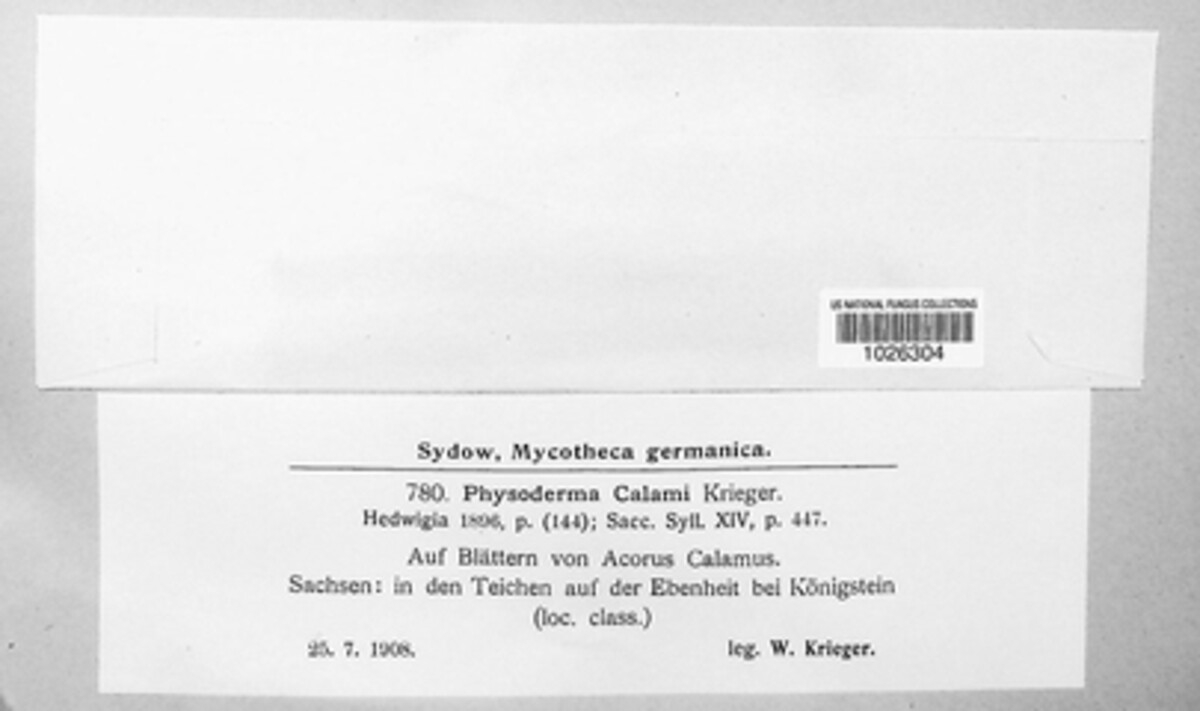 US NATIONAL FUNGUS COLLECTIONS
1026304
Sydow, Mycotheca germanica.
780. Physoderma Calami Krieger.
Hedwigia 1896, p. (144); Sacc. Syll. XIV, p. 447.
Auf Blättern von Acorus Calamus.
Sachsen: in den Teichen auf der Ebenheit bei Königstein
(loc. class.)
25. 7. 1908. leg. W. Krieger.